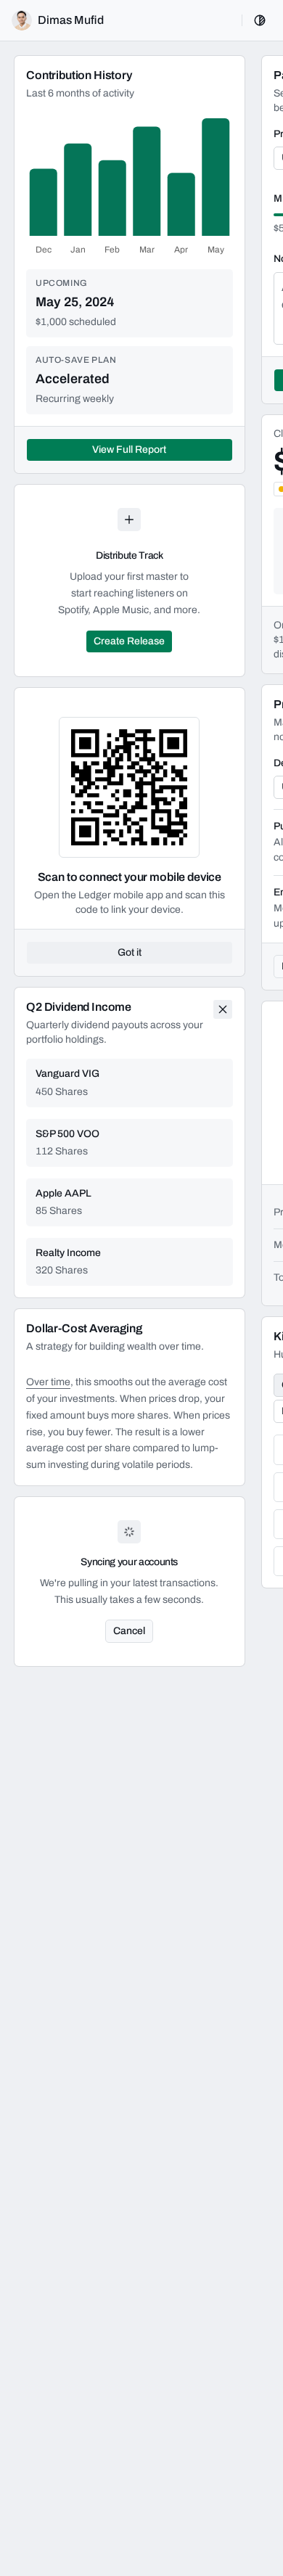 Dimas Mufid
Contribution History
Last 6 months of activity
Dec Jan Feb Mar Apr May
UPCOMING
May 25, 2024
$1,000 scheduled
AUTO-SAVE PLAN
Accelerated
Recurring weekly
View Full Report
Distribute Track
Upload your first master to
start reaching listeners on
Spotify, Apple Music, and more.
Create Release
Scan to connect your mobile device
Open the Ledger mobile app and scan this
code to link your device.
Got it
Q2 Dividend Income
Quarterly dividend payouts across your
portfolio holdings.
Vanguard VIG
450 Shares
S&P 500 VOO
112 Shares
Apple AAPL
85 Shares
Realty Income
320 Shares
Dollar-Cost Averaging
A strategy for building wealth over time.
Over time, this smooths out the average cost
of your investments. When prices drop, your
fixed amount buys more shares. When prices
rise, you buy fewer. The result is a lower
average cost per share compared to lump-
sum investing during volatile periods.
Syncing your accounts
We're pulling in your latest transactions.
This usually takes a few seconds.
Cancel